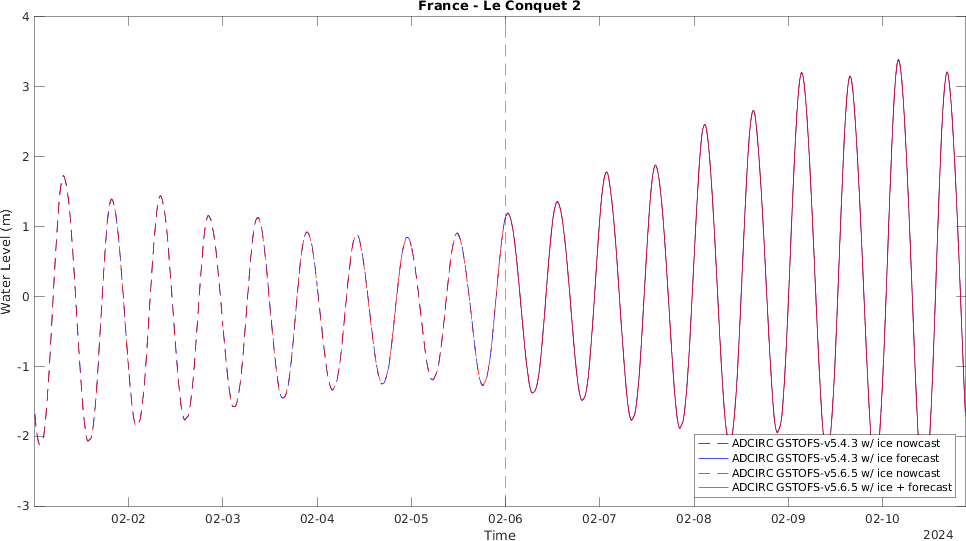 France - Le Conquet 2
4
3
2
1
0
-1
-2
-3
Water Level (m)
ADCIRC GSTOFS-v5.4.3 w/ ice nowcast
ADCIRC GSTOFS-v5.4.3 w/ ice forecast
ADCIRC GSTOFS-v5.6.5 w/ ice nowcast
ADCIRC GSTOFS-v5.6.5 w/ ice + forecast
02-02 02-03 02-04 02-05 02-06 02-07 02-08 02-09 02-10
Time
2024